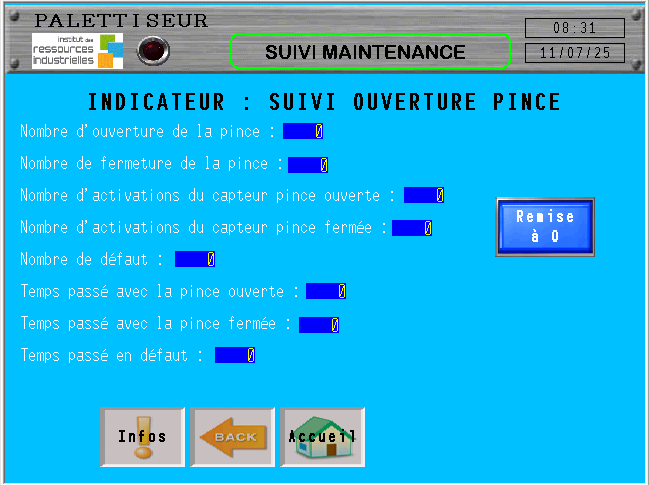 PALETTISEUR
institut des
ressources
industrielles
SUIVI MAINTENANCE
08:31
11/07/25
INDICATEUR : SUIVI OUVERTURE PINCE
Nombre d'ouverture de la pince : 0
Nombre de fermeture de la pince : 0
Nombre d'activations du capteur pince ouverte : 0
Nombre d'activations du capteur pince fermée : 0
Remise
à 0
Nombre de défaut : 0
Temps passé avec la pince ouverte : 0
Temps passé avec la pince fermée : 0
Temps passé en défaut : 0
Infos
BACK
Accueil